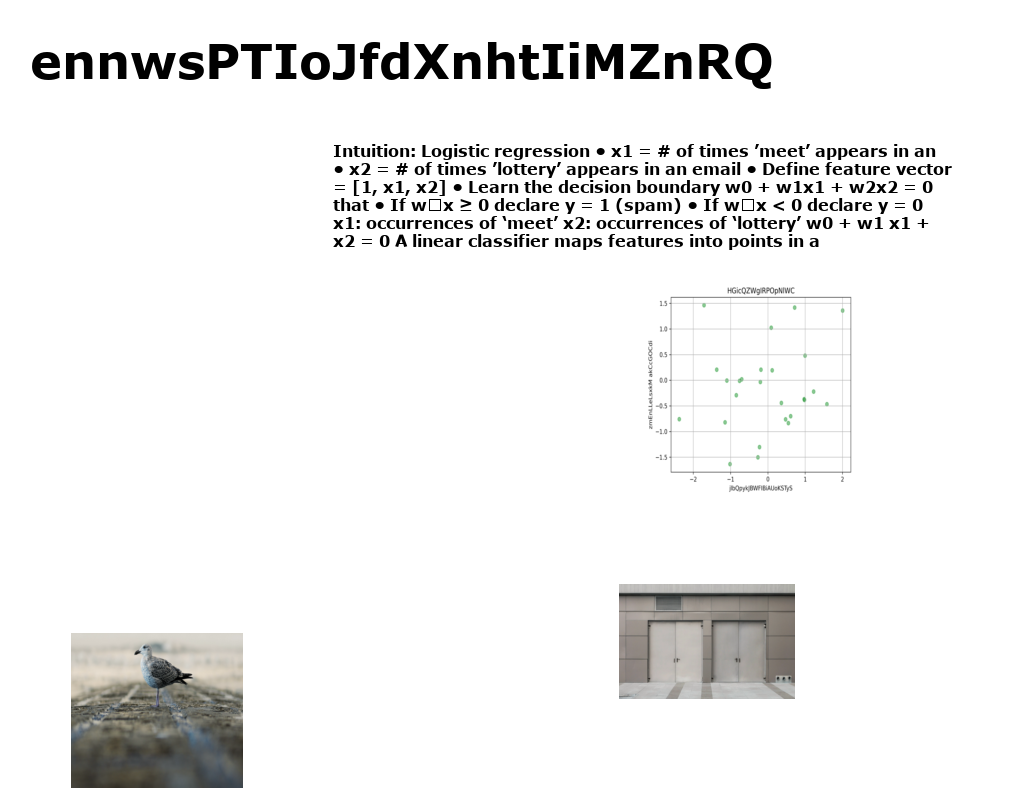 ennwsPTIoJfdXnhtIiMZnRQ
Intuition: Logistic regression • x1 = # of times ’meet’ appears in an
• x2 = # of times ’lottery’ appears in an email • Define feature vector
= [1, x1, x2] • Learn the decision boundary w0 + w1x1 + w2x2 = 0
that • If w□x ≥ 0 declare y = 1 (spam) • If w□x < 0 declare y = 0
x1: occurrences of ‘meet’ x2: occurrences of ‘lottery’ w0 + w1 x1 +
x2 = 0 A linear classifier maps features into points in a
HGicQZWgIRPOpNlWC
1.5
1.0
0.5
0.0
−0.5
−1.0
−1.5
−2 −1 0 1 2